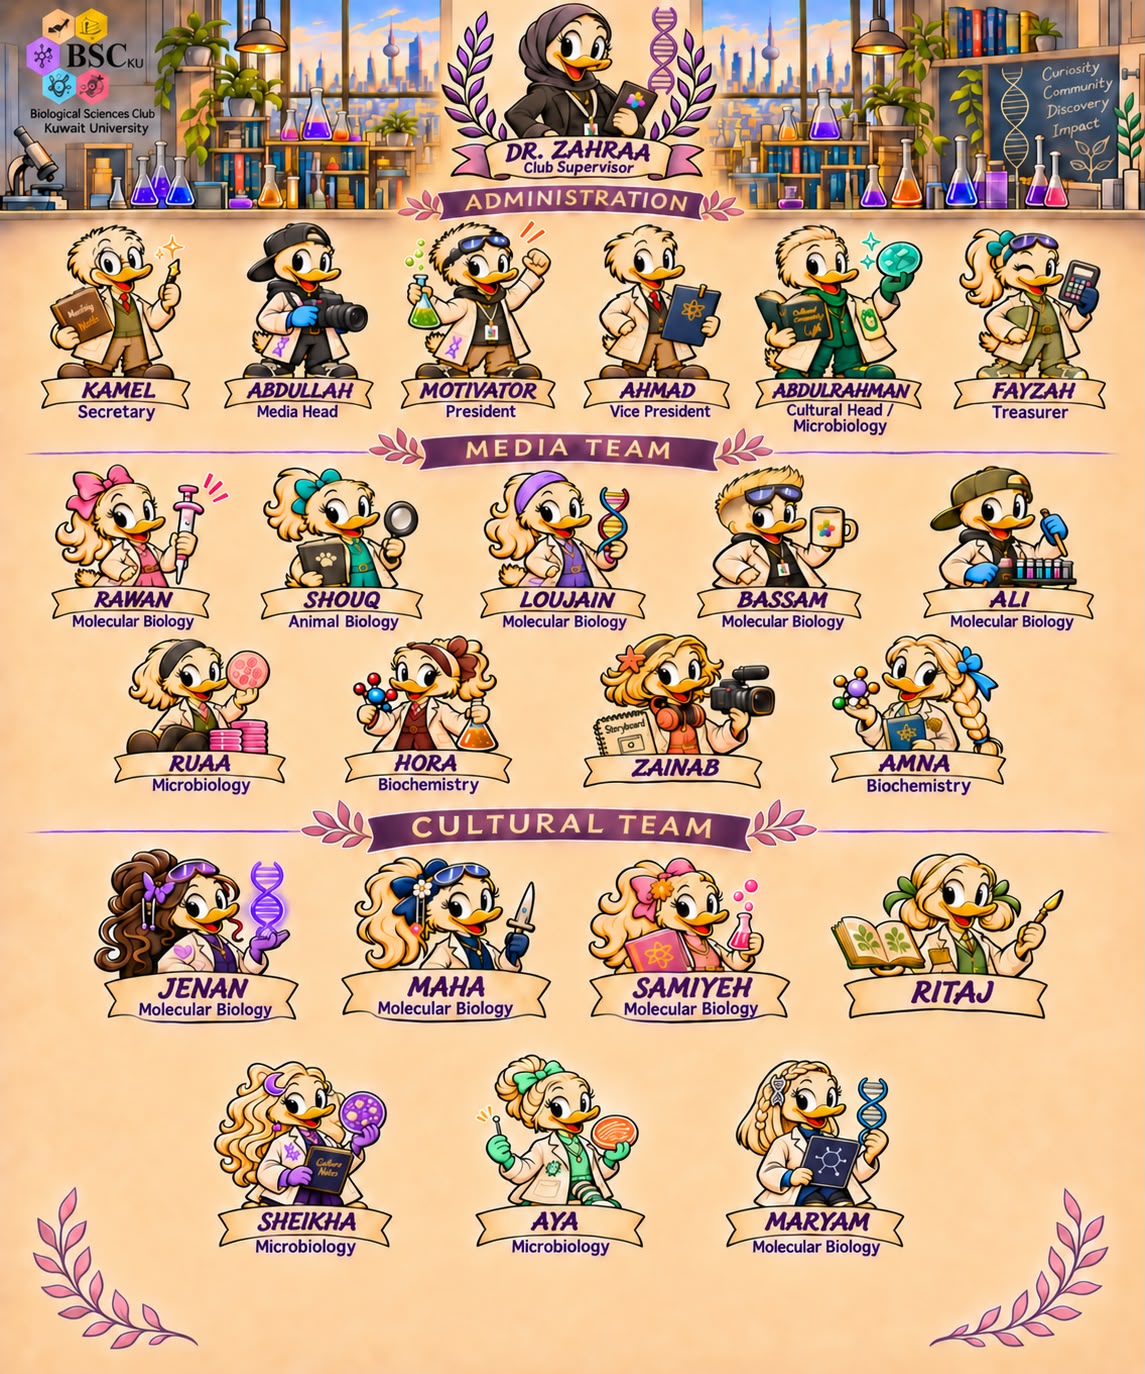 BSC KU
Biological Sciences Club
Kuwait University
Curiosity
Community
Discovery
Impact
DR. ZAHRAA
Club Supervisor
ADMINISTRATION
KAMEL
Secretary
ABDULLAH
Media Head
MOTIVATOR
President
AHMAD
Vice President
ABDULRAHMAN
Cultural Head /
Microbiology
FAYZAH
Treasurer
MEDIA TEAM
RAWAN
Molecular Biology
SHOUQ
Animal Biology
LOUJAIN
Molecular Biology
BASSAM
Molecular Biology
ALI
Molecular Biology
RUAA
Microbiology
HORA
Biochemistry
Storyboard
ZAINAB
AMNA
Biochemistry
CULTURAL TEAM
JENAN
Molecular Biology
MAHA
Molecular Biology
SAMIYEH
Molecular Biology
RITAJ
Culture
Notes
SHEIKHA
Microbiology
AYA
Microbiology
MARYAM
Molecular Biology